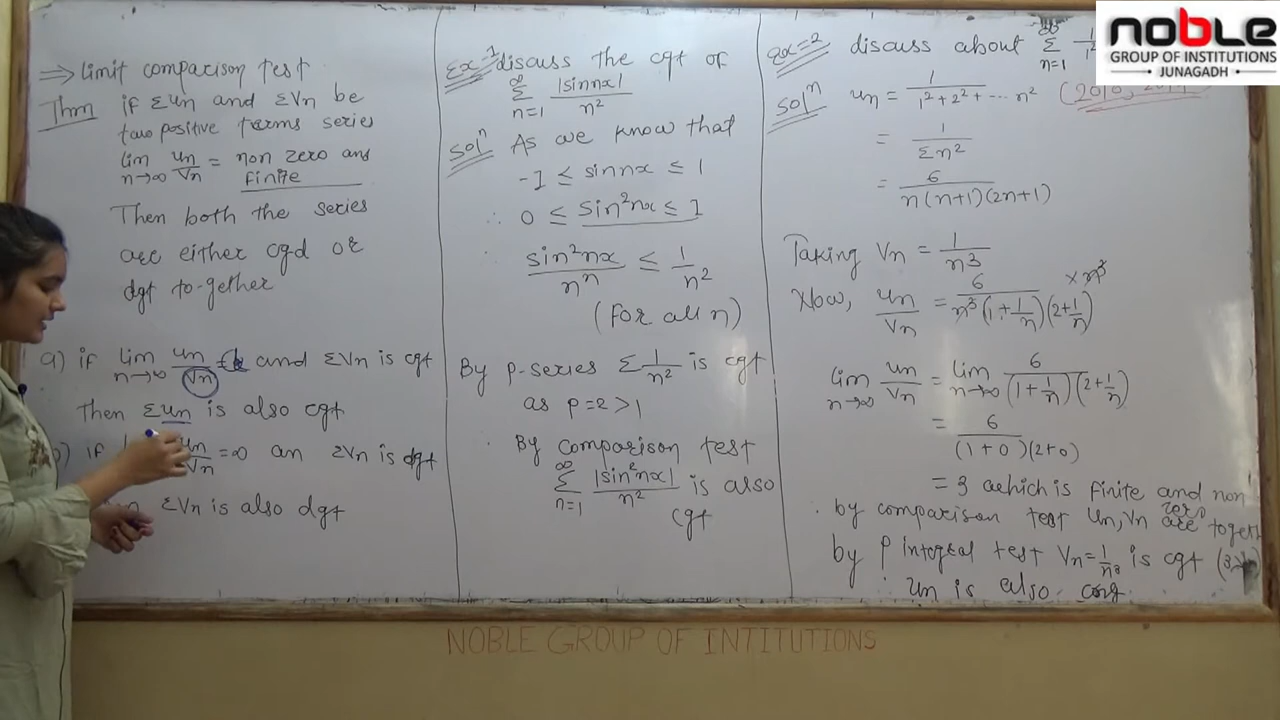 ⇒ Limit comparison test
Thm if Σun and ΣVn be
two positive terms series
lim n→∞ un/Vn = non zero and
finite
Then both the series
are either cgd or
dgt to-gether
a) if lim n→∞ un/Vn = and ΣVn is cgt
Then Σun is also cgt
b) if un/Vn = ∞ an ΣVn is dgt
ΣVn is also dgt
Ex-1 discuss the cgt of
∞ Σ n=1 |sinnx|/n²
Solⁿ As we know that
-1 ≤ sinnx ≤ 1
∴ 0 ≤ sin²nx ≤ 1
sin²nx/nⁿ ≤ 1/n²
(For all n)
By p-series Σ 1/n² is cgt
as p=2 >1
By comparison test
∞ Σ n=1 |sin²nx|/n² is also
cgt
Ex=2 discuss about ∞ Σ n=1 1/1²
Solⁿ un = 1/1²+2²+ ... n²
= 1/Σn²
= 6/n(n+1)(2n+1)
Taking Vn = 1/n3
Now, un/Vn = 6/n³(1+1/n)(2+1/n) × n³
lim n→∞ un/Vn = lim n→∞ 6/(1+1/n)(2+1/n)
= 6/(1+0)(2+0)
= 3 which is finite and non
zero
∴ by comparison test Un, Vn are together
by P integral test Vn = 1/n3 is cgt
∴ un is also cong
noble
GROUP OF INSTITUTIONS
JUNAGADH
NOBLE GROUP OF INTITUTIONS